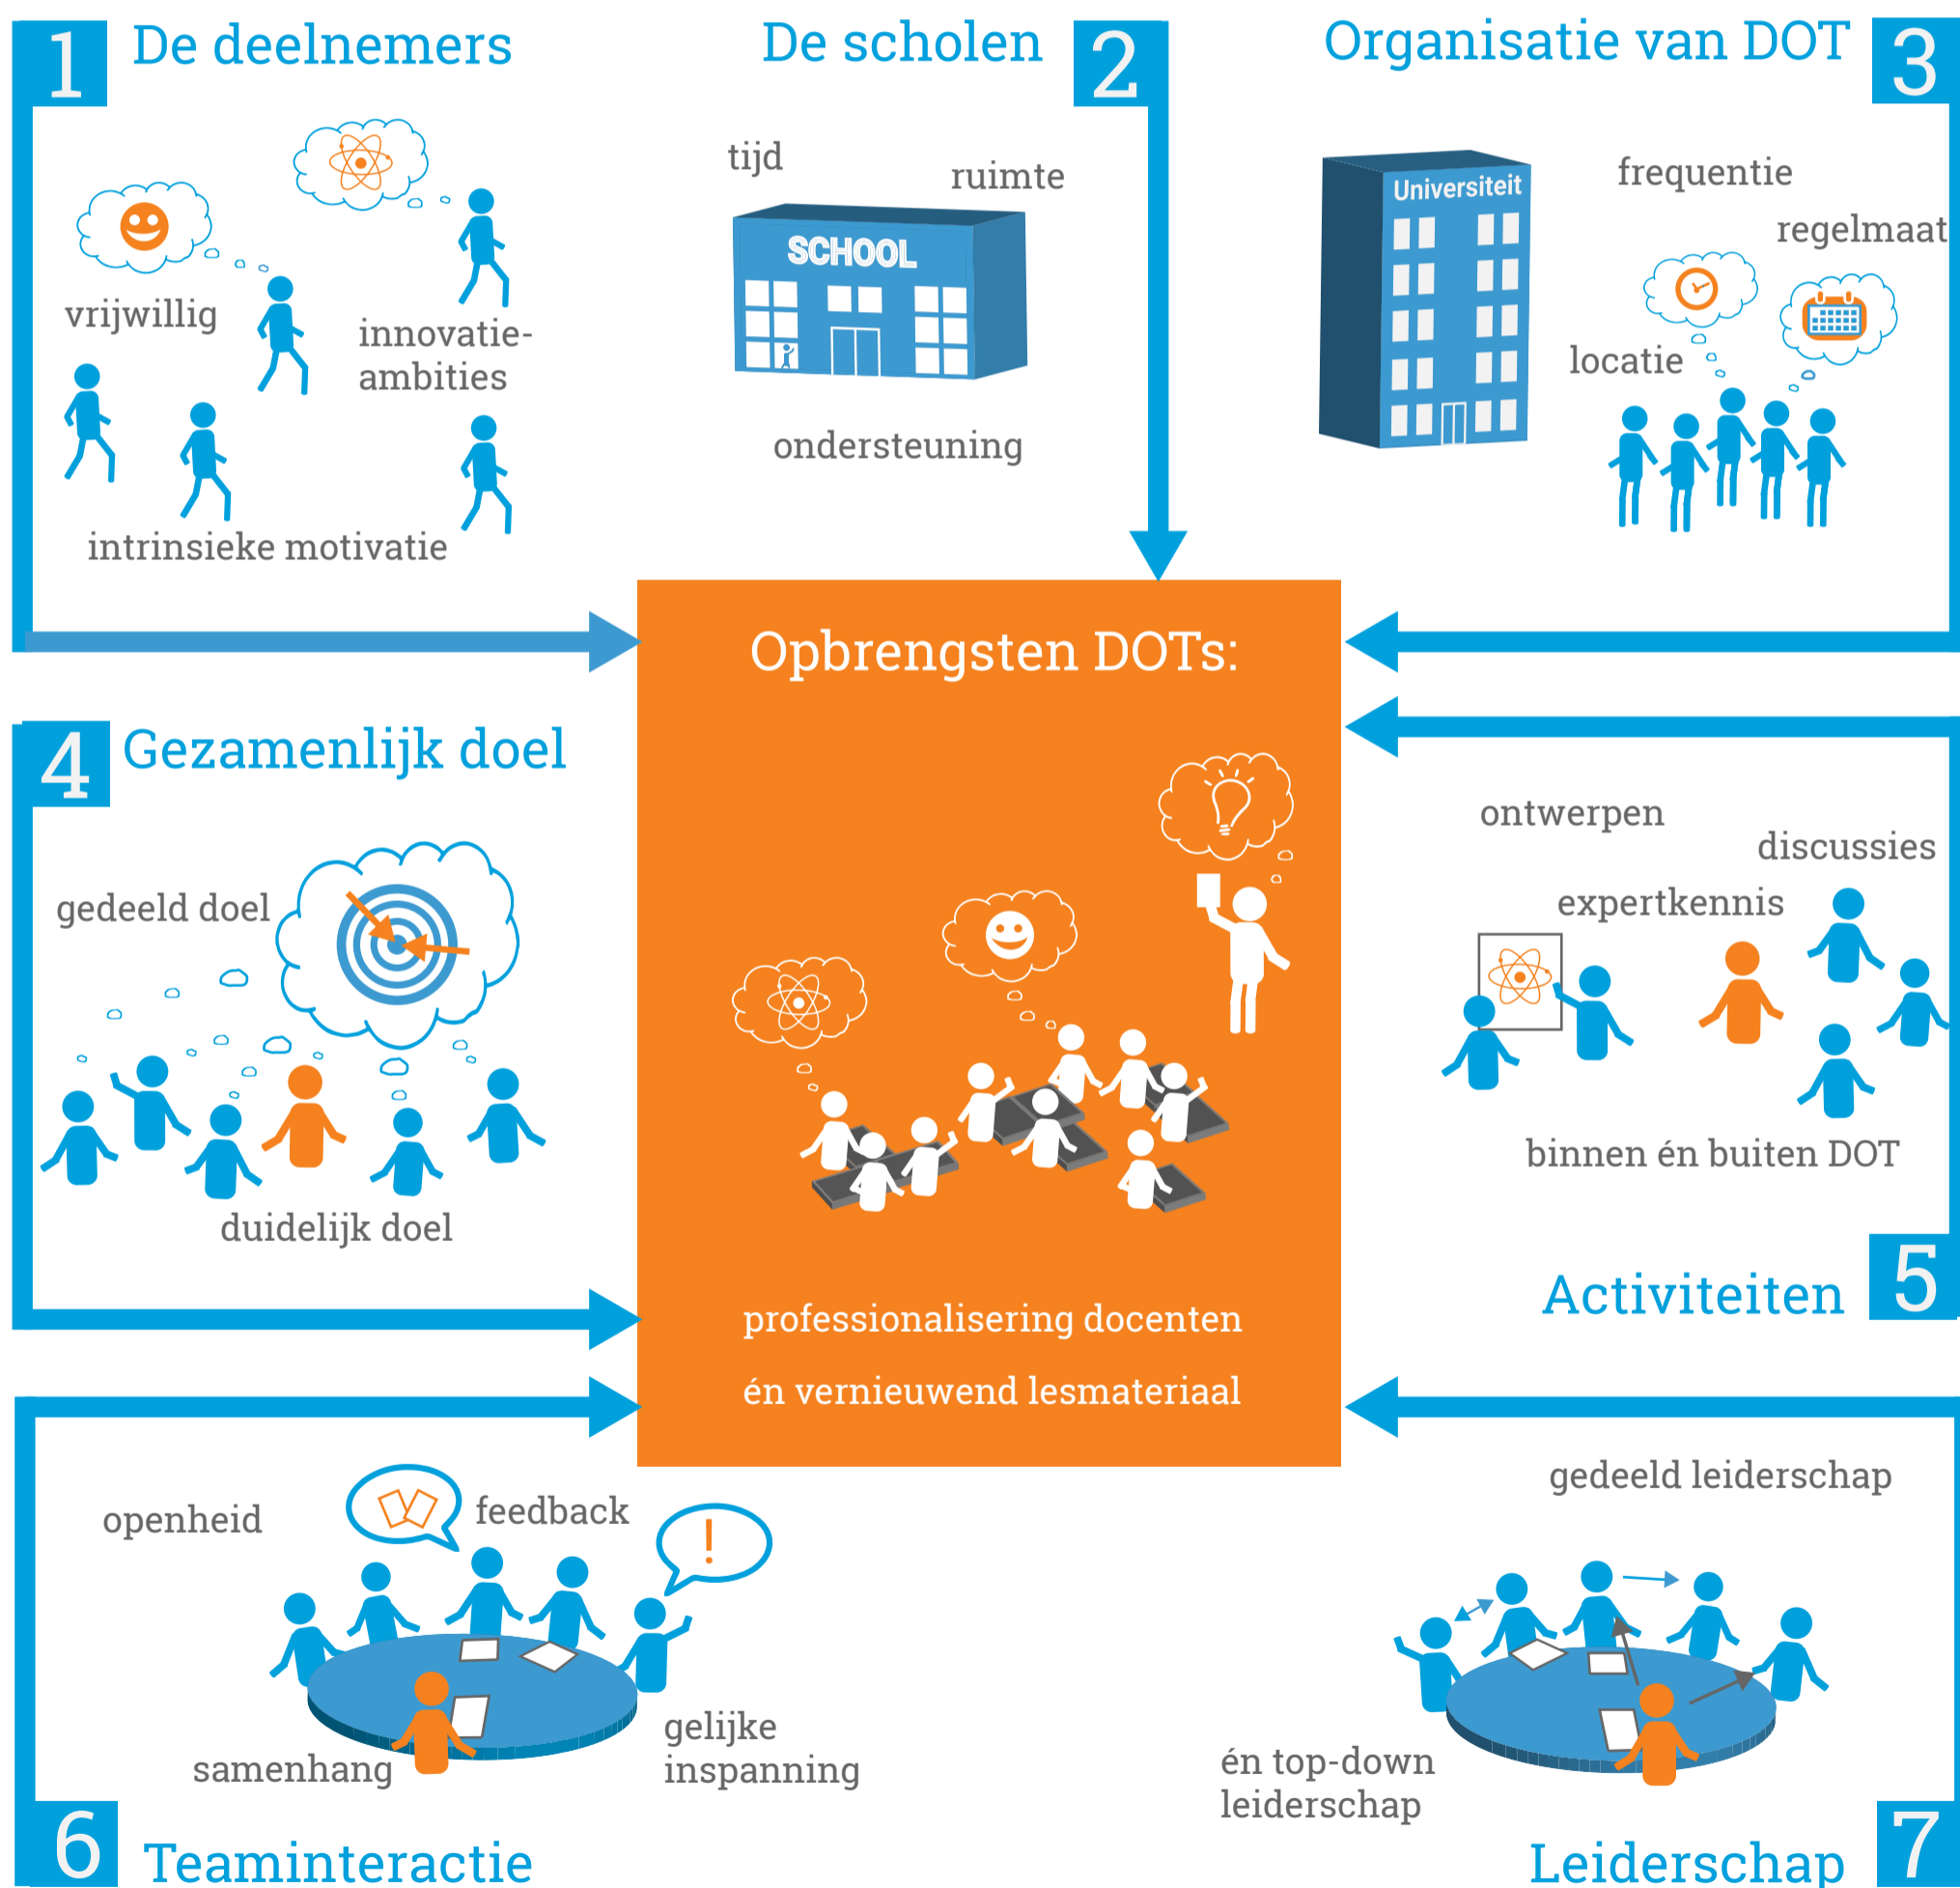 1 De deelnemers
vrijwillig
innovatie-
ambities
intrinsieke motivatie
De scholen 2
tijd
ruimte
SCHOOL
ondersteuning
Organisatie van DOT 3
Universiteit
frequentie
regelmaat
locatie
Opbrengsten DOTs:
professionalisering docenten
én vernieuwend lesmateriaal
4 Gezamenlijk doel
gedeeld doel
duidelijk doel
ontwerpen
discussies
expertkennis
binnen én buiten DOT
Activiteiten 5
openheid
feedback
!
gelijke
inspanning
samenhang
6 Teaminteractie
gedeeld leiderschap
én top-down
leiderschap
Leiderschap 7